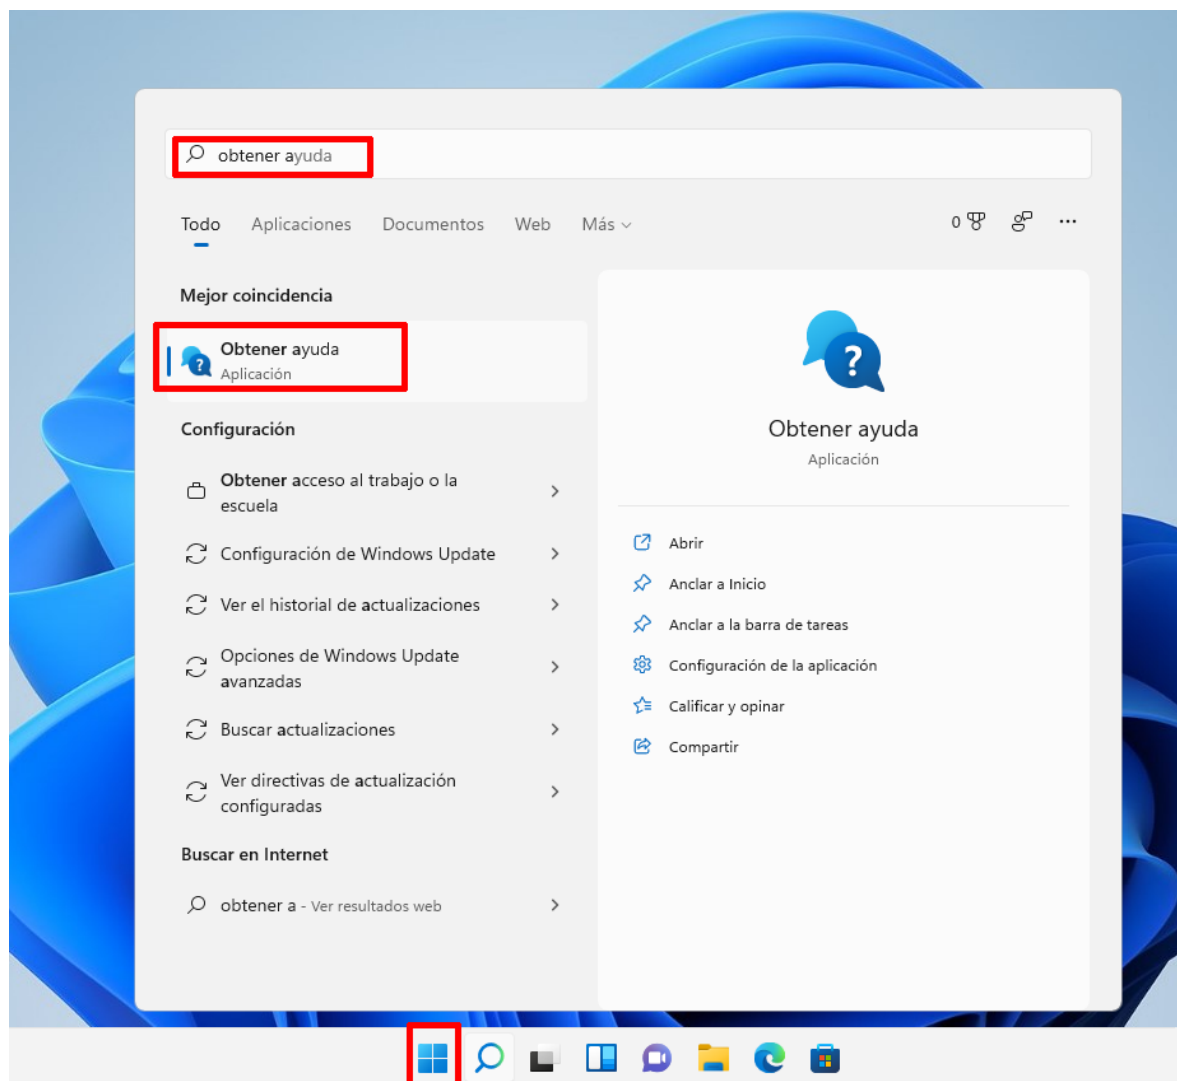 obtener ayuda
Todo Aplicaciones Documentos Web Más
0
Mejor coincidencia
Obtener ayuda
Aplicación
Configuración
Obtener acceso al trabajo o la
escuela
Configuración de Windows Update
Ver el historial de actualizaciones
Opciones de Windows Update
avanzadas
Buscar actualizaciones
Ver directivas de actualización
configuradas
Buscar en Internet
obtener a - Ver resultados web
Obtener ayuda
Aplicación
Abrir
Anclar a Inicio
Anclar a la barra de tareas
Configuración de la aplicación
Calificar y opinar
Compartir